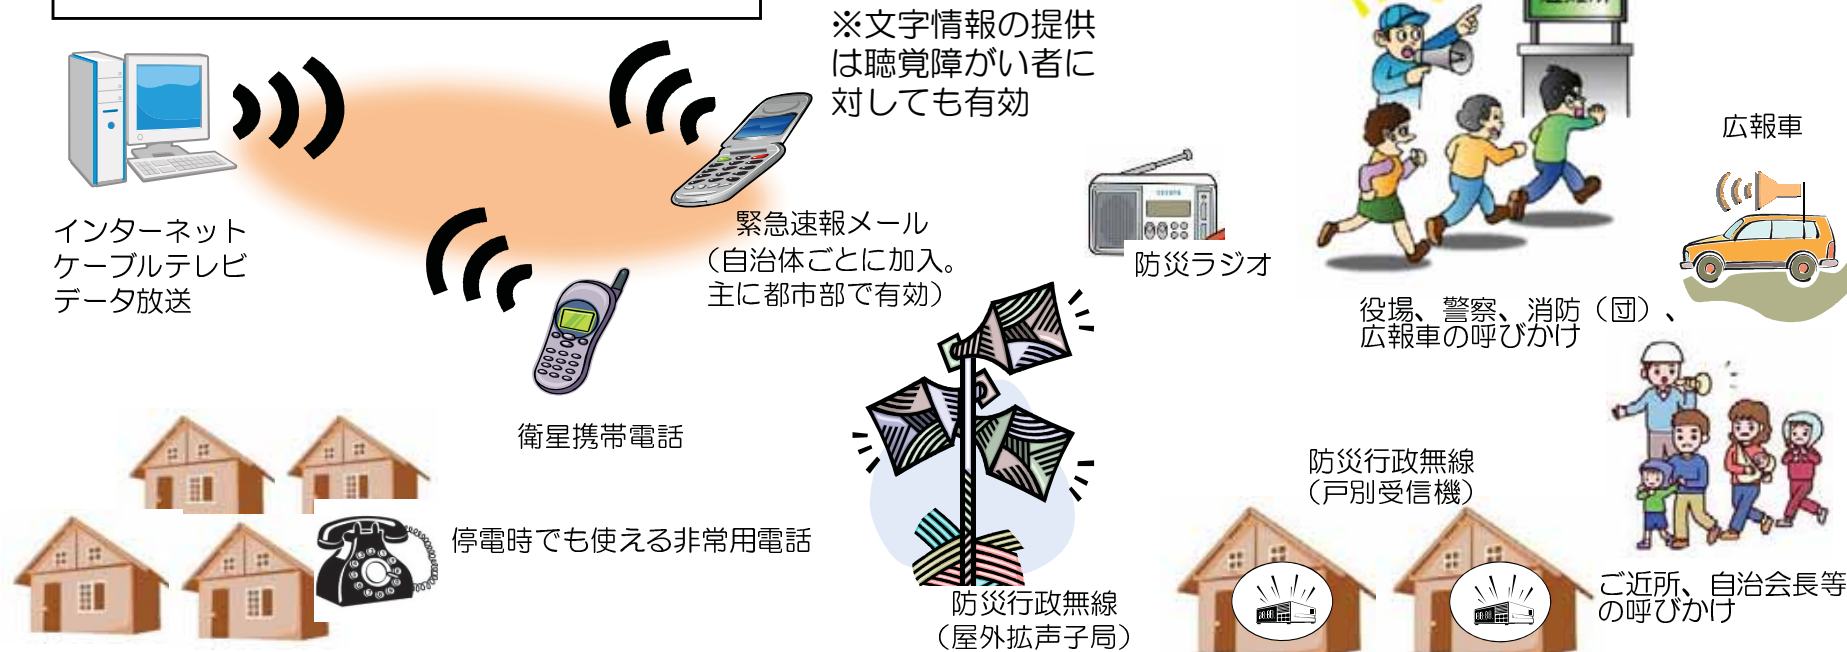 ※文字情報の提供
は聴覚障がい者に
対しても有効
広報車
インターネット
ケーブルテレビ
データ放送
緊急速報メール
（自治体ごとに加入。
主に都市部で有効）
防災ラジオ
役場、警察、消防（団）、
広報車の呼びかけ
衛星携帯電話
防災行政無線
（戸別受信機）
停電時でも使える非常用電話
防災行政無線
（屋外拡声子局）
ご近所、自治会長等
の呼びかけ